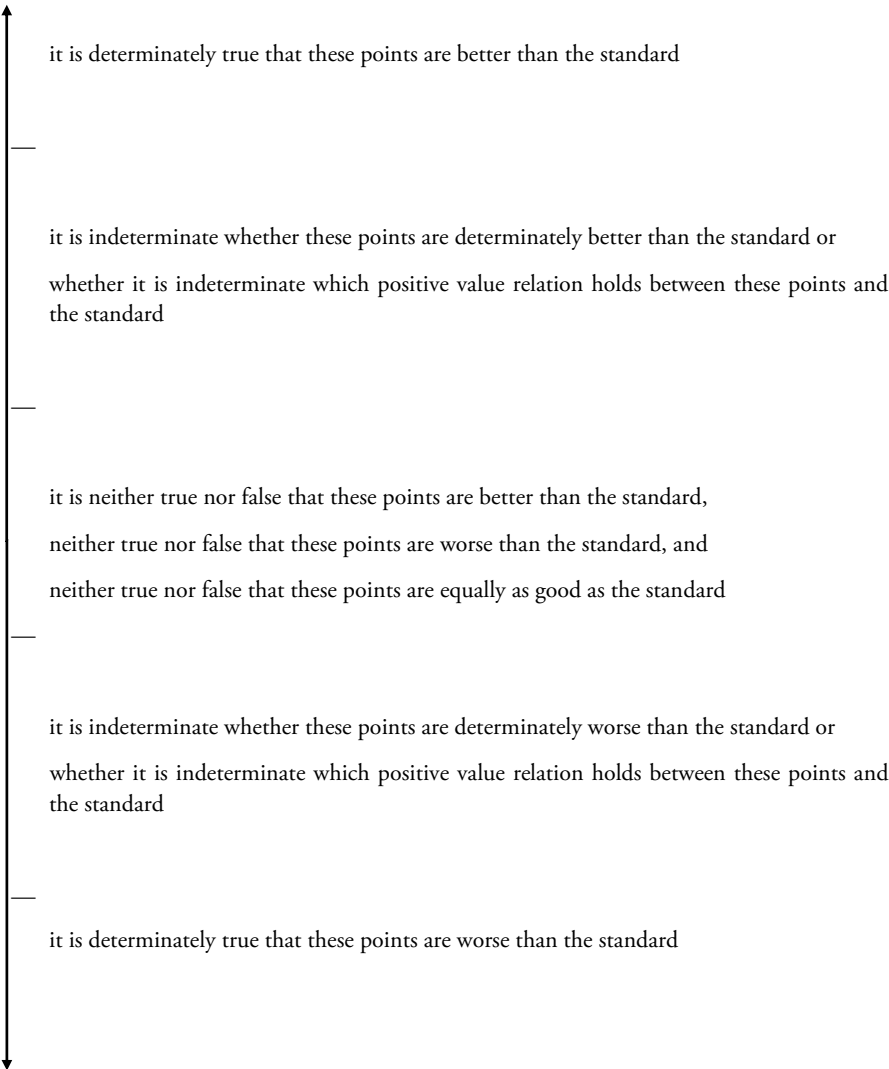 it is determinately true that these points are better than the standard
it is indeterminate whether these points are determinately better than the standard or
whether it is indeterminate which positive value relation holds between these points and
the standard
it is neither true nor false that these points are better than the standard,
neither true nor false that these points are worse than the standard, and
neither true nor false that these points are equally as good as the standard
it is indeterminate whether these points are determinately worse than the standard or
whether it is indeterminate which positive value relation holds between these points and
the standard
it is determinately true that these points are worse than the standard